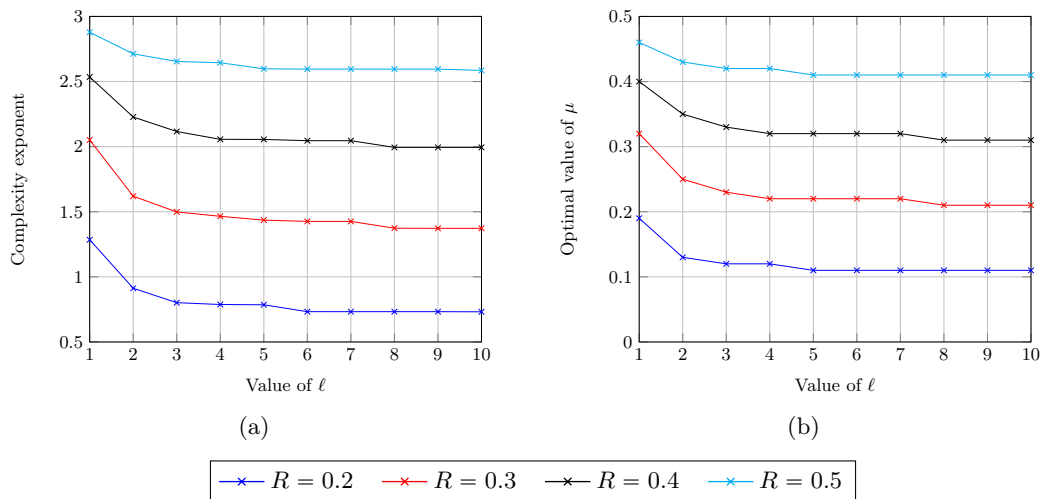 Complexity exponent
3
2.5
2
1.5
1
0.5
1 2 3 4 5 6 7 8 9 10
Value of ℓ
(a)
Optimal value of μ
0.5
0.4
0.3
0.2
0.1
0
1 2 3 4 5 6 7 8 9 10
Value of ℓ
(b)
R = 0.2 R = 0.3 R = 0.4 R = 0.5